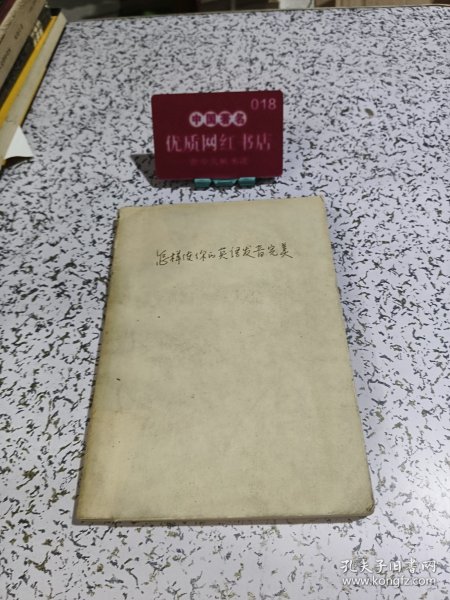 018
中国书店
优质网红书店
怎样使你的英语发音完美
孔夫子旧书网
www.kongfz.com